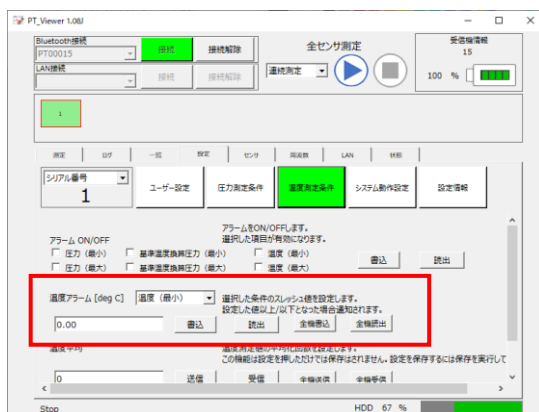 PT_Viewer 1.08J
Bluetooth接続
PT00015
接続
接続解除
LAN接続
接続
接続解除
全センサ測定
連続測定
受信機情報
15
100 %
1
測定
ログ
一覧
設定
センサ
周波数
LAN
状態
シリアル番号
1
ユーザー設定
圧力測定条件
温度測定条件
システム動作設定
設定情報
アラーム ON/OFF
アラームをON/OFFします。
選択した項目が有効になります。
圧力（最小）
基準温度換算圧力（最小）
温度（最小）
圧力（最大）
基準温度換算圧力（最大）
温度（最大）
書込
読出
温度アラーム [deg C]
温度（最小）
選択した条件のスレッショ値を設定します。
設定した値以上/以下となった場合通知されます。
0.00
書込
読出
全機書込
全機読出
温度平均
温度測定値の平均化回数を設定します。
この機能は設定を押しただけでは保存はされません。設定を保存するには保存を実行して
0
送信
受信
全機送信
全機受信
Stop
HDD 67 %